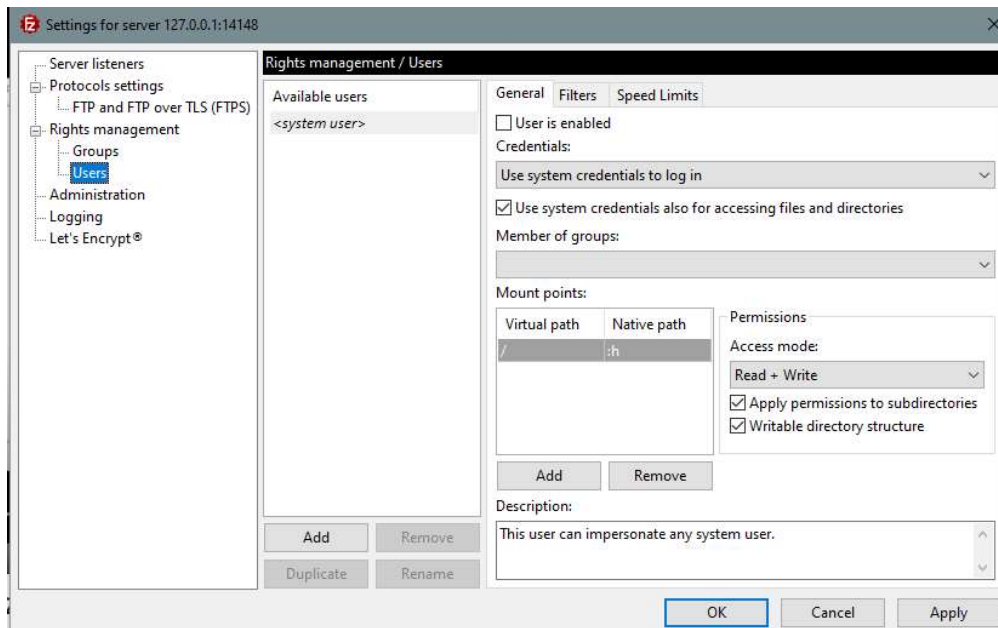 Settings for server 127.0.0.1:14148
Server listeners
Protocols settings
FTP and FTP over TLS (FTPS)
Rights management
Groups
Users
Administration
Logging
Let's Encrypt®
Rights management / Users
Available users
<system user>
Add
Remove
Duplicate
Rename
General Filters Speed Limits
User is enabled
Credentials:
Use system credentials to log in
Use system credentials also for accessing files and directories
Member of groups:
Mount points:
Virtual path Native path
/ :h
Add
Remove
Permissions
Access mode:
Read + Write
Apply permissions to subdirectories
Writable directory structure
Description:
This user can impersonate any system user.
OK
Cancel
Apply